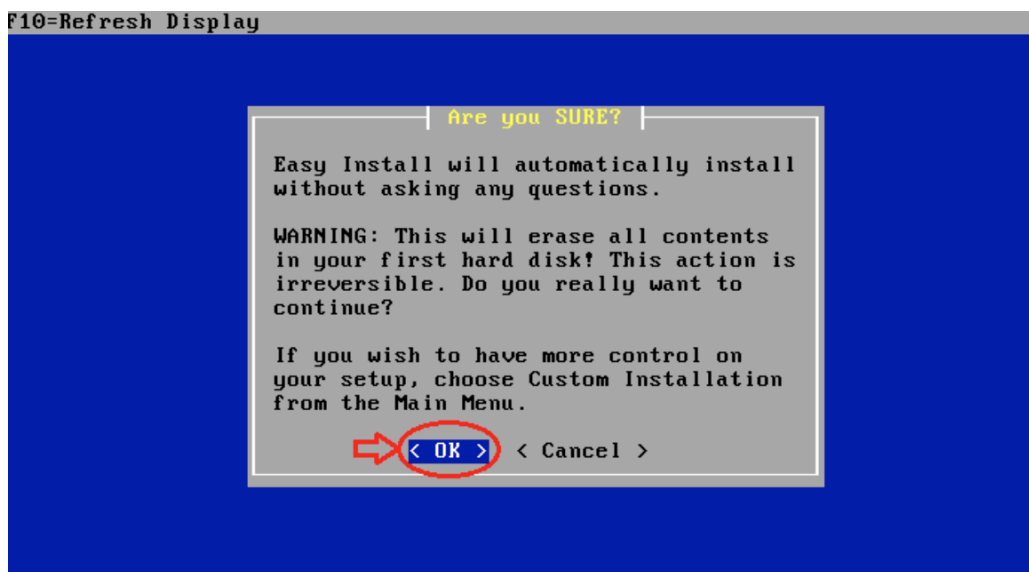 F10=Refresh Display
Are you SURE?
Easy Install will automatically install
without asking any questions.
WARNING: This will erase all contents
in your first hard disk! This action is
irreversible. Do you really want to
continue?
If you wish to have more control on
your setup, choose Custom Installation
from the Main Menu.
< OK > < Cancel >